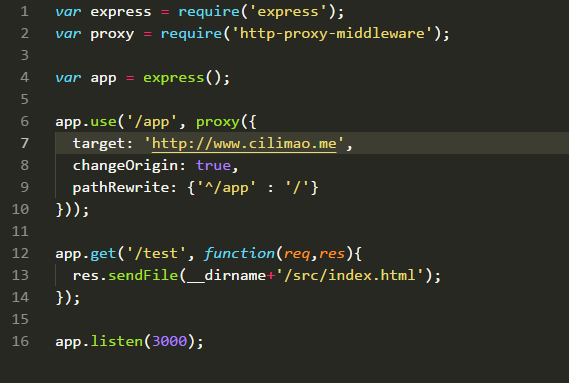 1 var express = require('express');
2 var proxy = require('http-proxy-middleware');
3
4 var app = express();
5
6 app.use('/app', proxy({
7   target: 'http://www.cilimao.me',
8   changeOrigin: true,
9   pathRewrite: {'^/app' : '/'}
10 }));
11
12 app.get('/test', function(req,res){
13   res.sendFile(__dirname+'/src/index.html');
14 });
15
16 app.listen(3000);